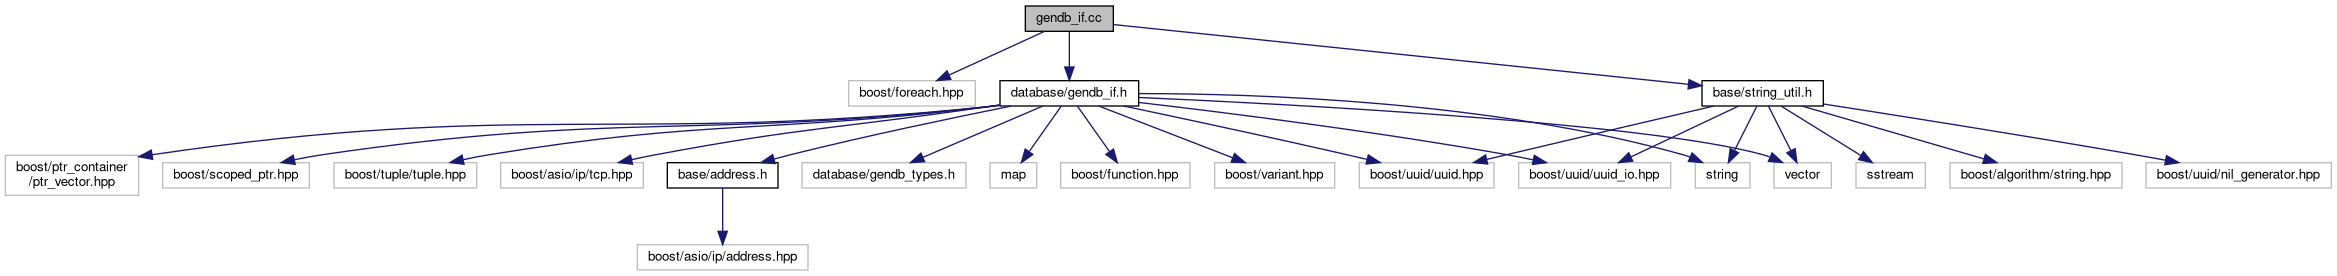 gendb_if.cc
boost/foreach.hpp
database/gendb_if.h
base/string_util.h
boost/ptr_container
/ptr_vector.hpp
boost/scoped_ptr.hpp
boost/tuple/tuple.hpp
boost/asio/ip/tcp.hpp
base/address.h
database/gendb_types.h
map
boost/function.hpp
boost/variant.hpp
boost/uuid/uuid.hpp
boost/uuid/uuid_io.hpp
string
vector
sstream
boost/algorithm/string.hpp
boost/uuid/nil_generator.hpp
boost/asio/ip/address.hpp